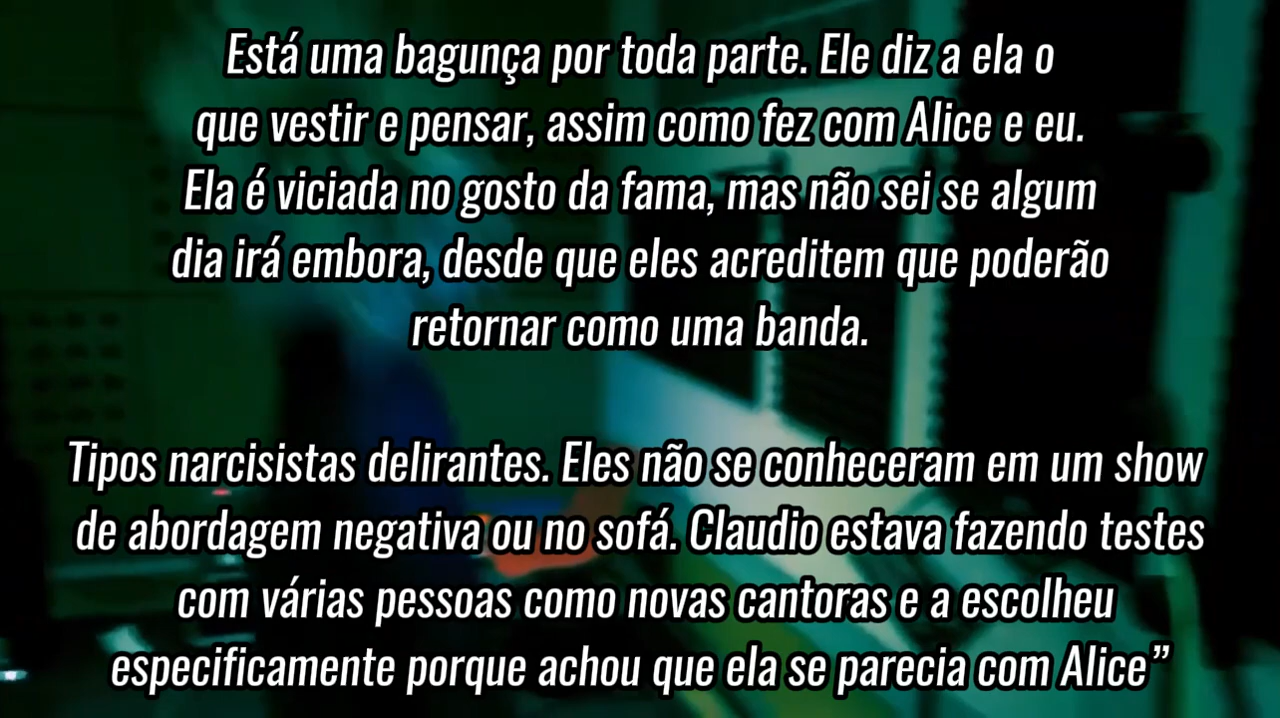 Está uma bagunça por toda parte. Ele diz a ela o
que vestir e pensar, assim como fez com Alice e eu.
Ela é viciada no gosto da fama, mas não sei se algum
dia irá embora, desde que eles acreditem que poderão
retornar como uma banda.
Tipos narcisistas delirantes. Eles não se conheceram em um show
de abordagem negativa ou no sofá. Claudio estava fazendo testes
com várias pessoas como novas cantoras e a escolheu
especificamente porque achou que ela se parecia com Alice”